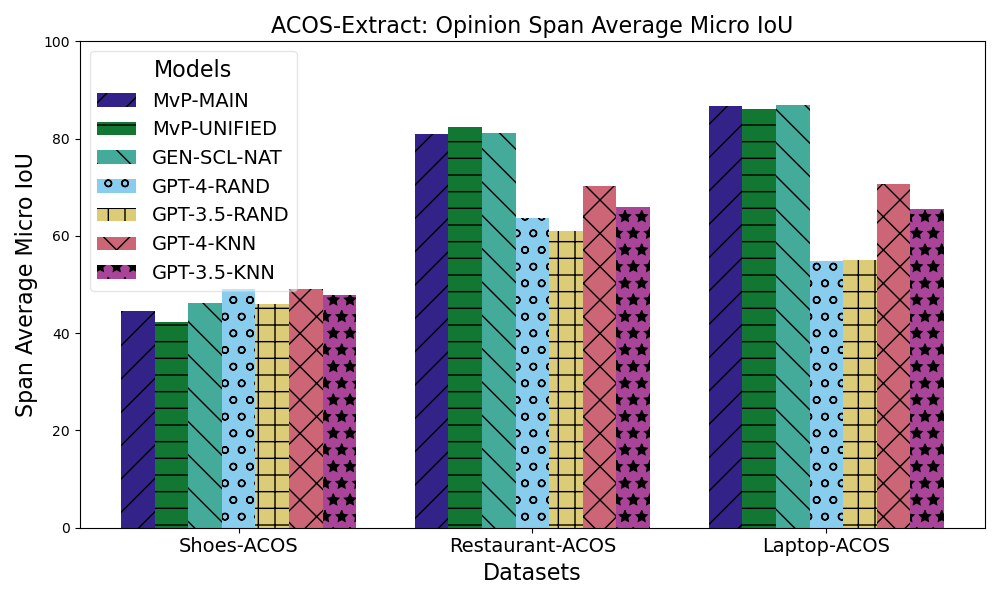 ACOS-Extract: Opinion Span Average Micro IoU
Span Average Micro IoU
100
80
60
40
20
0
Models
MvP-MAIN
MvP-UNIFIED
GEN-SCL-NAT
GPT-4-RAND
GPT-3.5-RAND
GPT-4-KNN
GPT-3.5-KNN
Shoes-ACOS Restaurant-ACOS Laptop-ACOS
Datasets